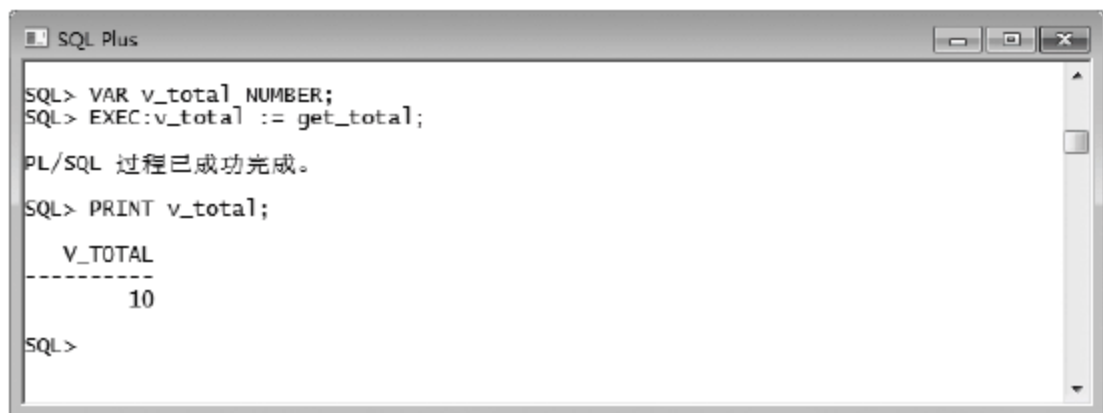 SQL Plus
SQL> VAR v_total NUMBER;
SQL> EXEC:v_total := get_total;
PL/SQL 过程已成功完成。
SQL> PRINT v_total;
V_TOTAL
----------
10
SQL>